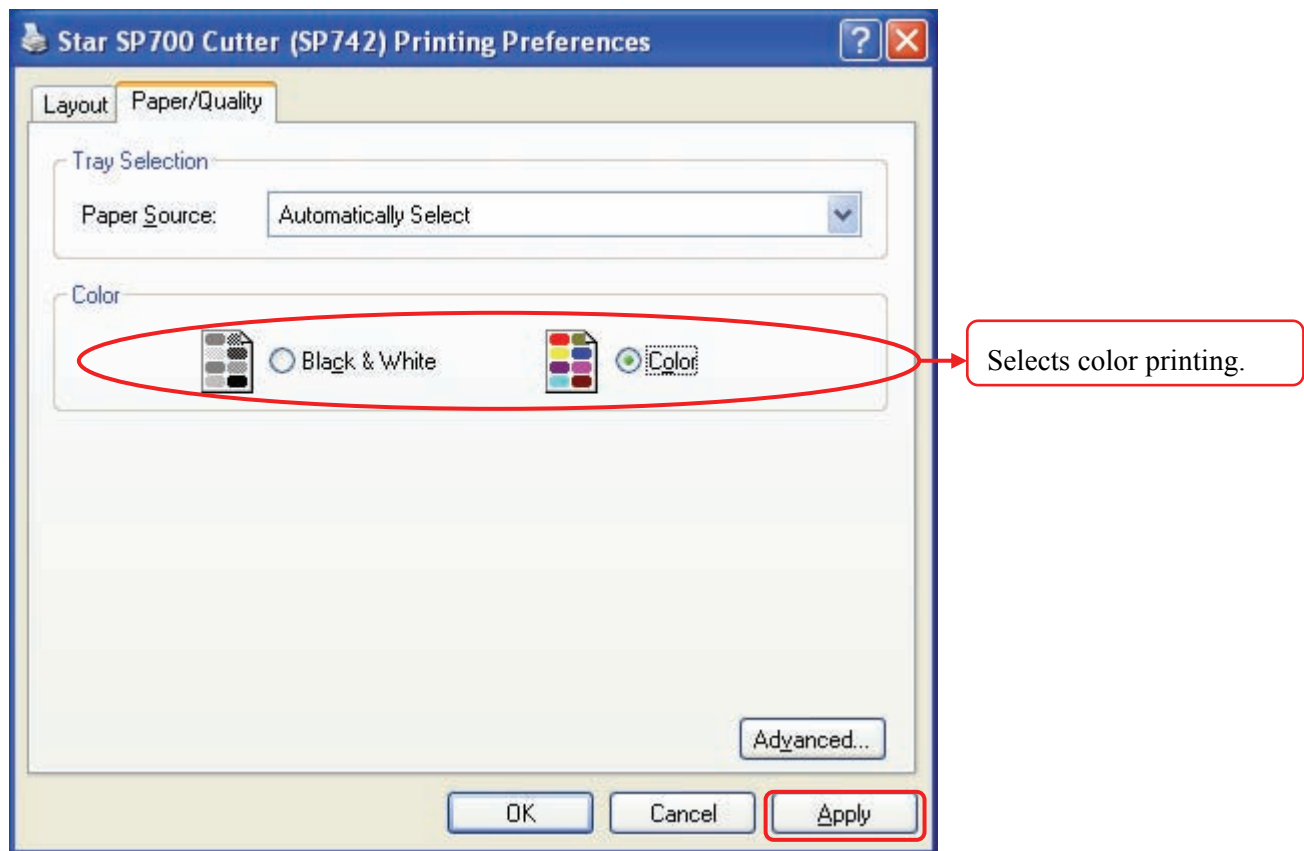 Star SP700 Cutter (SP742) Printing Preferences
Layout
Paper/Quality
Tray Selection
Paper Source:
Automatically Select
Color
Black & White
Color
Selects color printing.
Advanced...
OK
Cancel
Apply